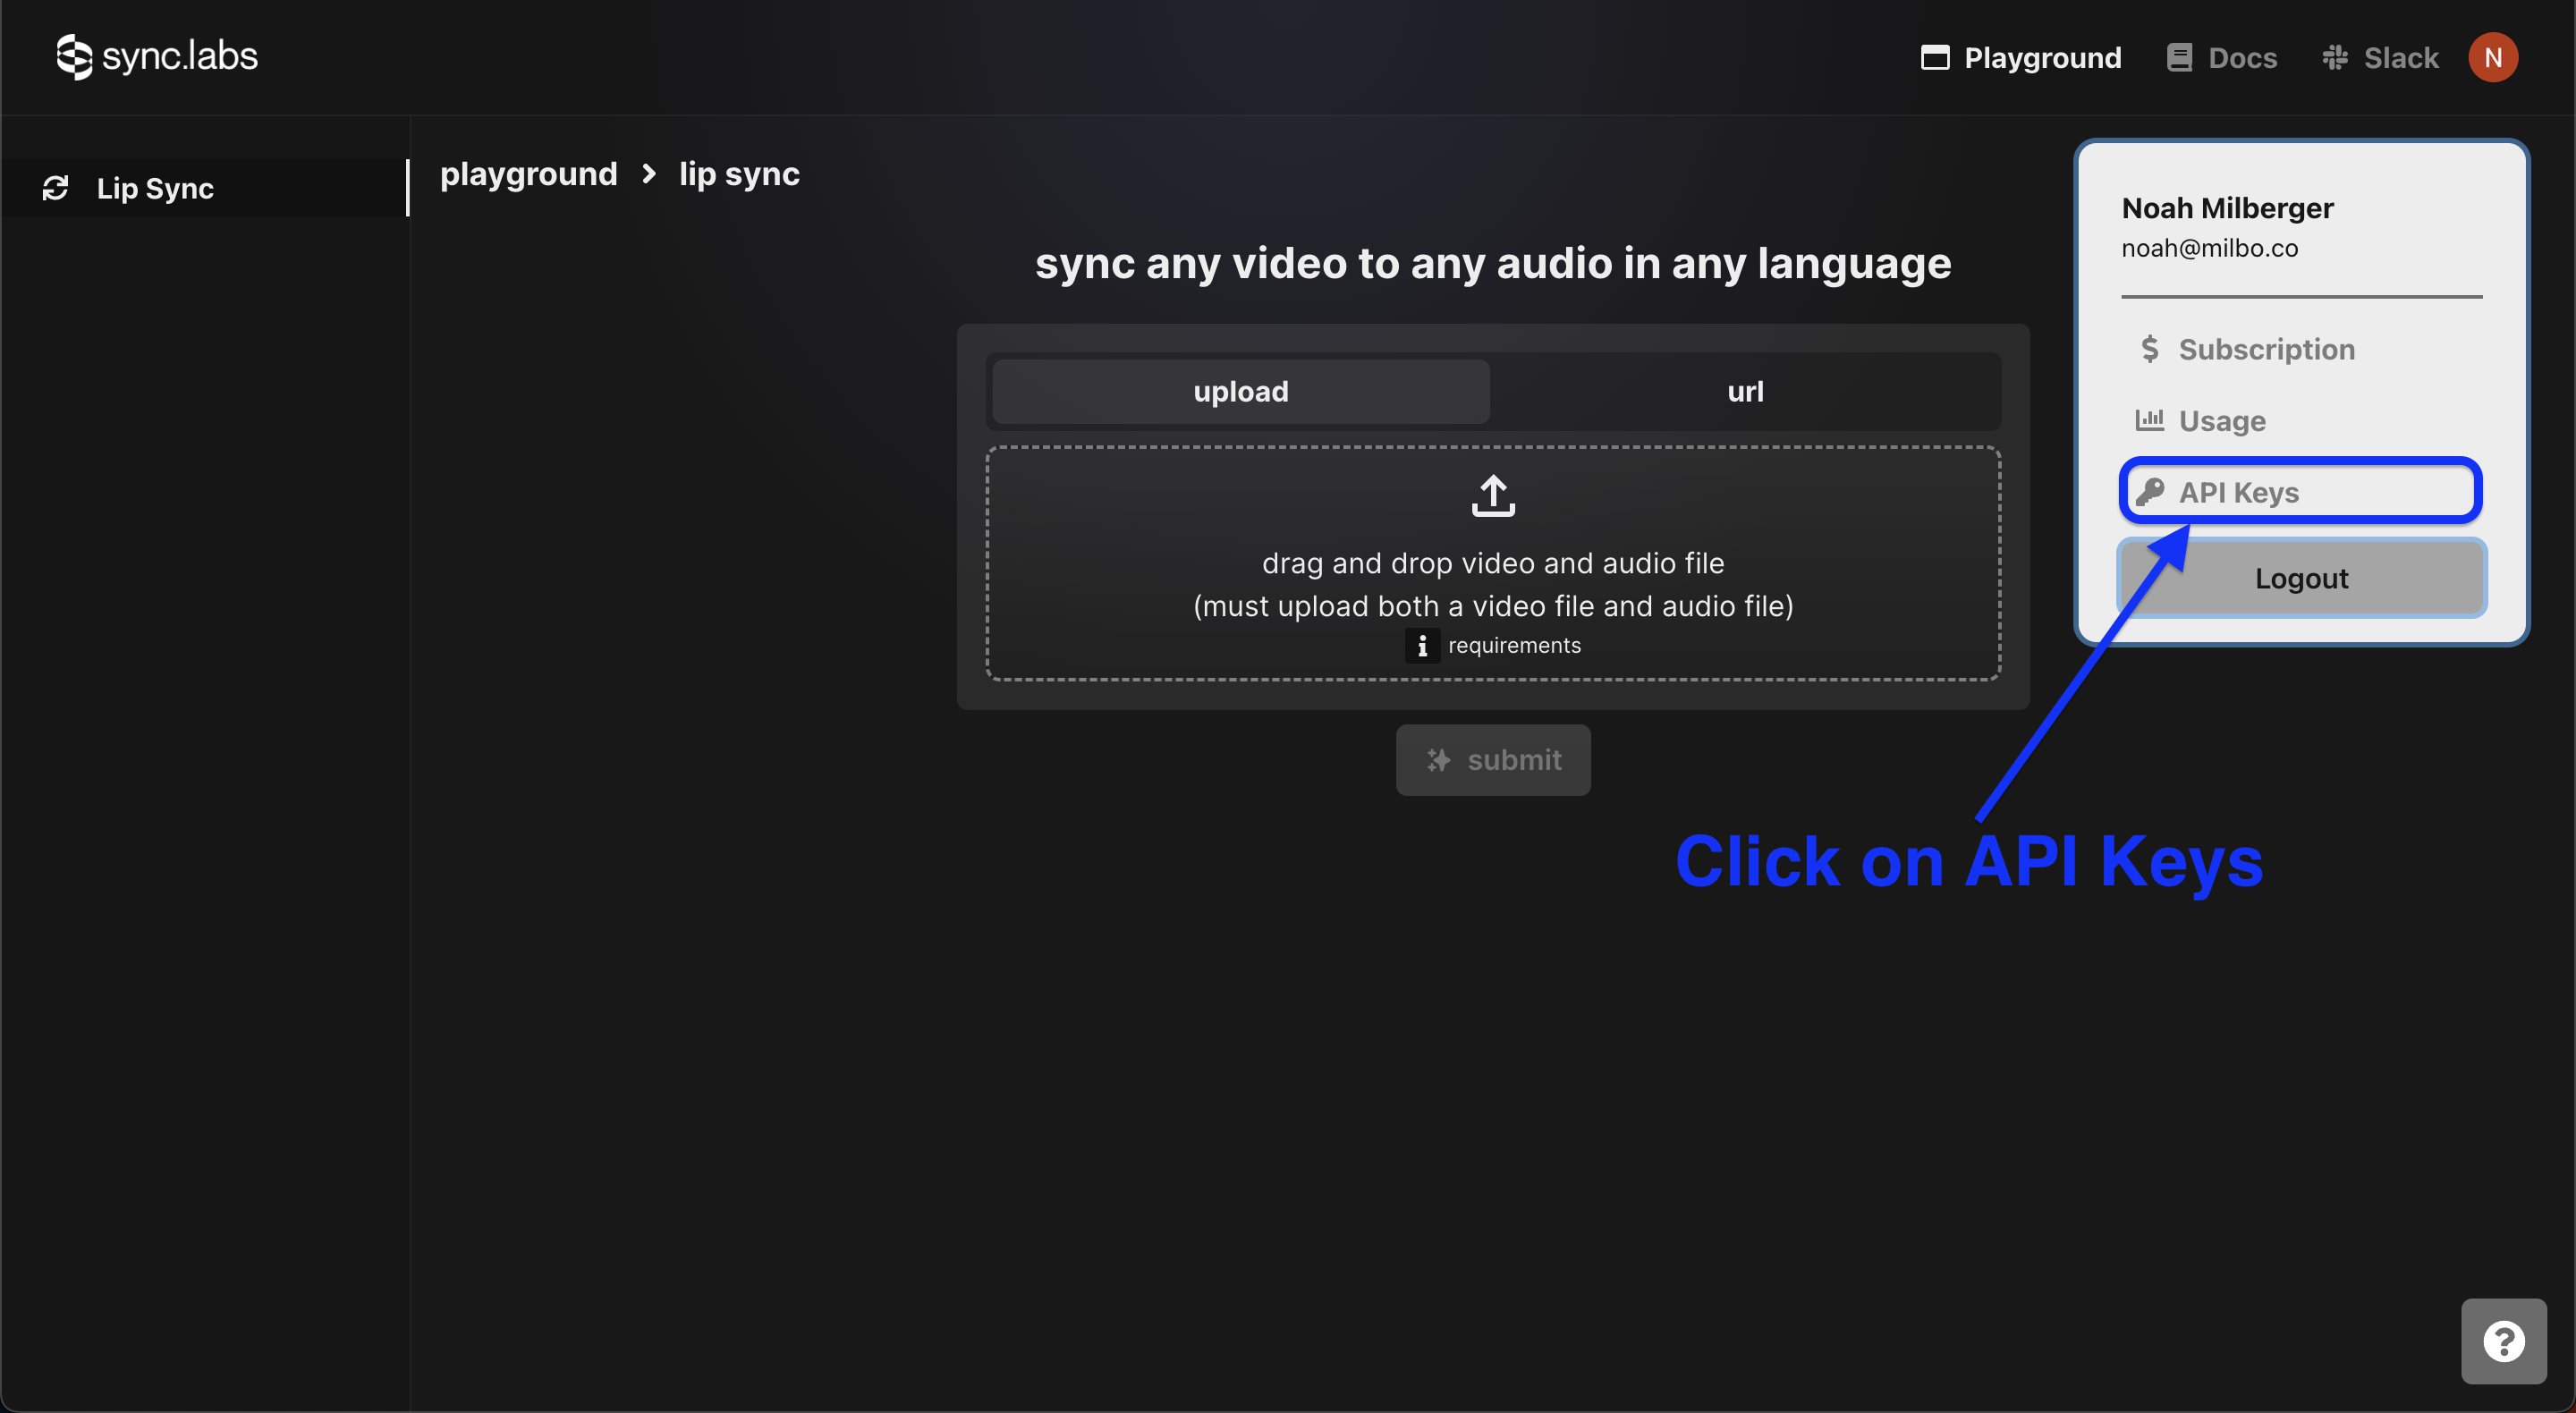 sync.labs
Playground
Docs
Slack
N
Lip Sync
playground > lip sync
sync any video to any audio in any language
upload
url
drag and drop video and audio file
(must upload both a video file and audio file)
requirements
submit
Noah Milberger
noah@milbo.co
Subscription
Usage
API Keys
Logout
Click on API Keys